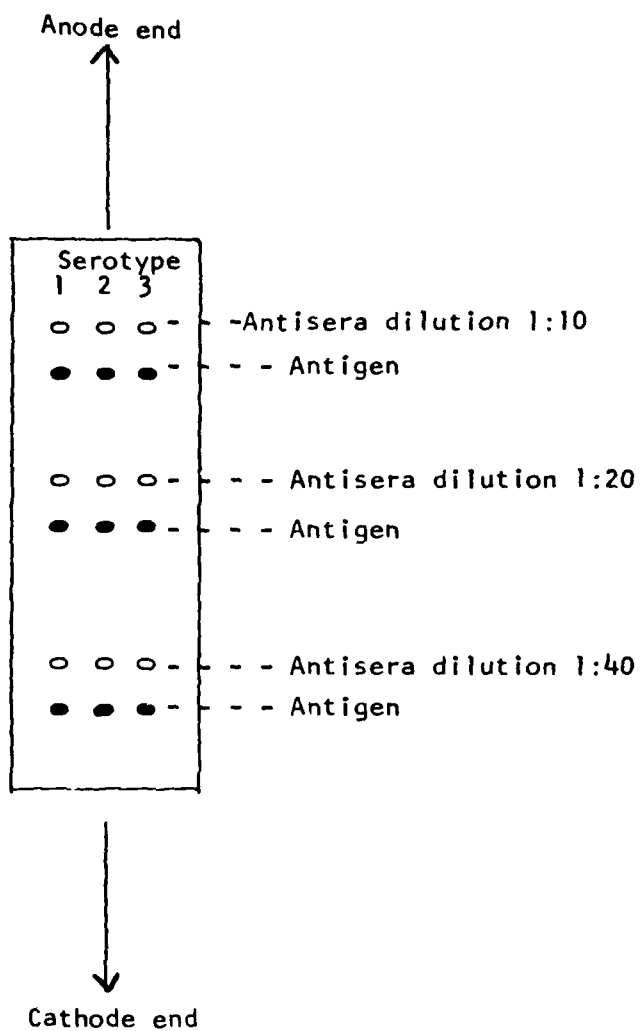 Anode end
Serotype
1 2 3
Antisera dilution 1:10
Antigen
Antisera dilution 1:20
Antigen
Antisera dilution 1:40
Antigen
Cathode end